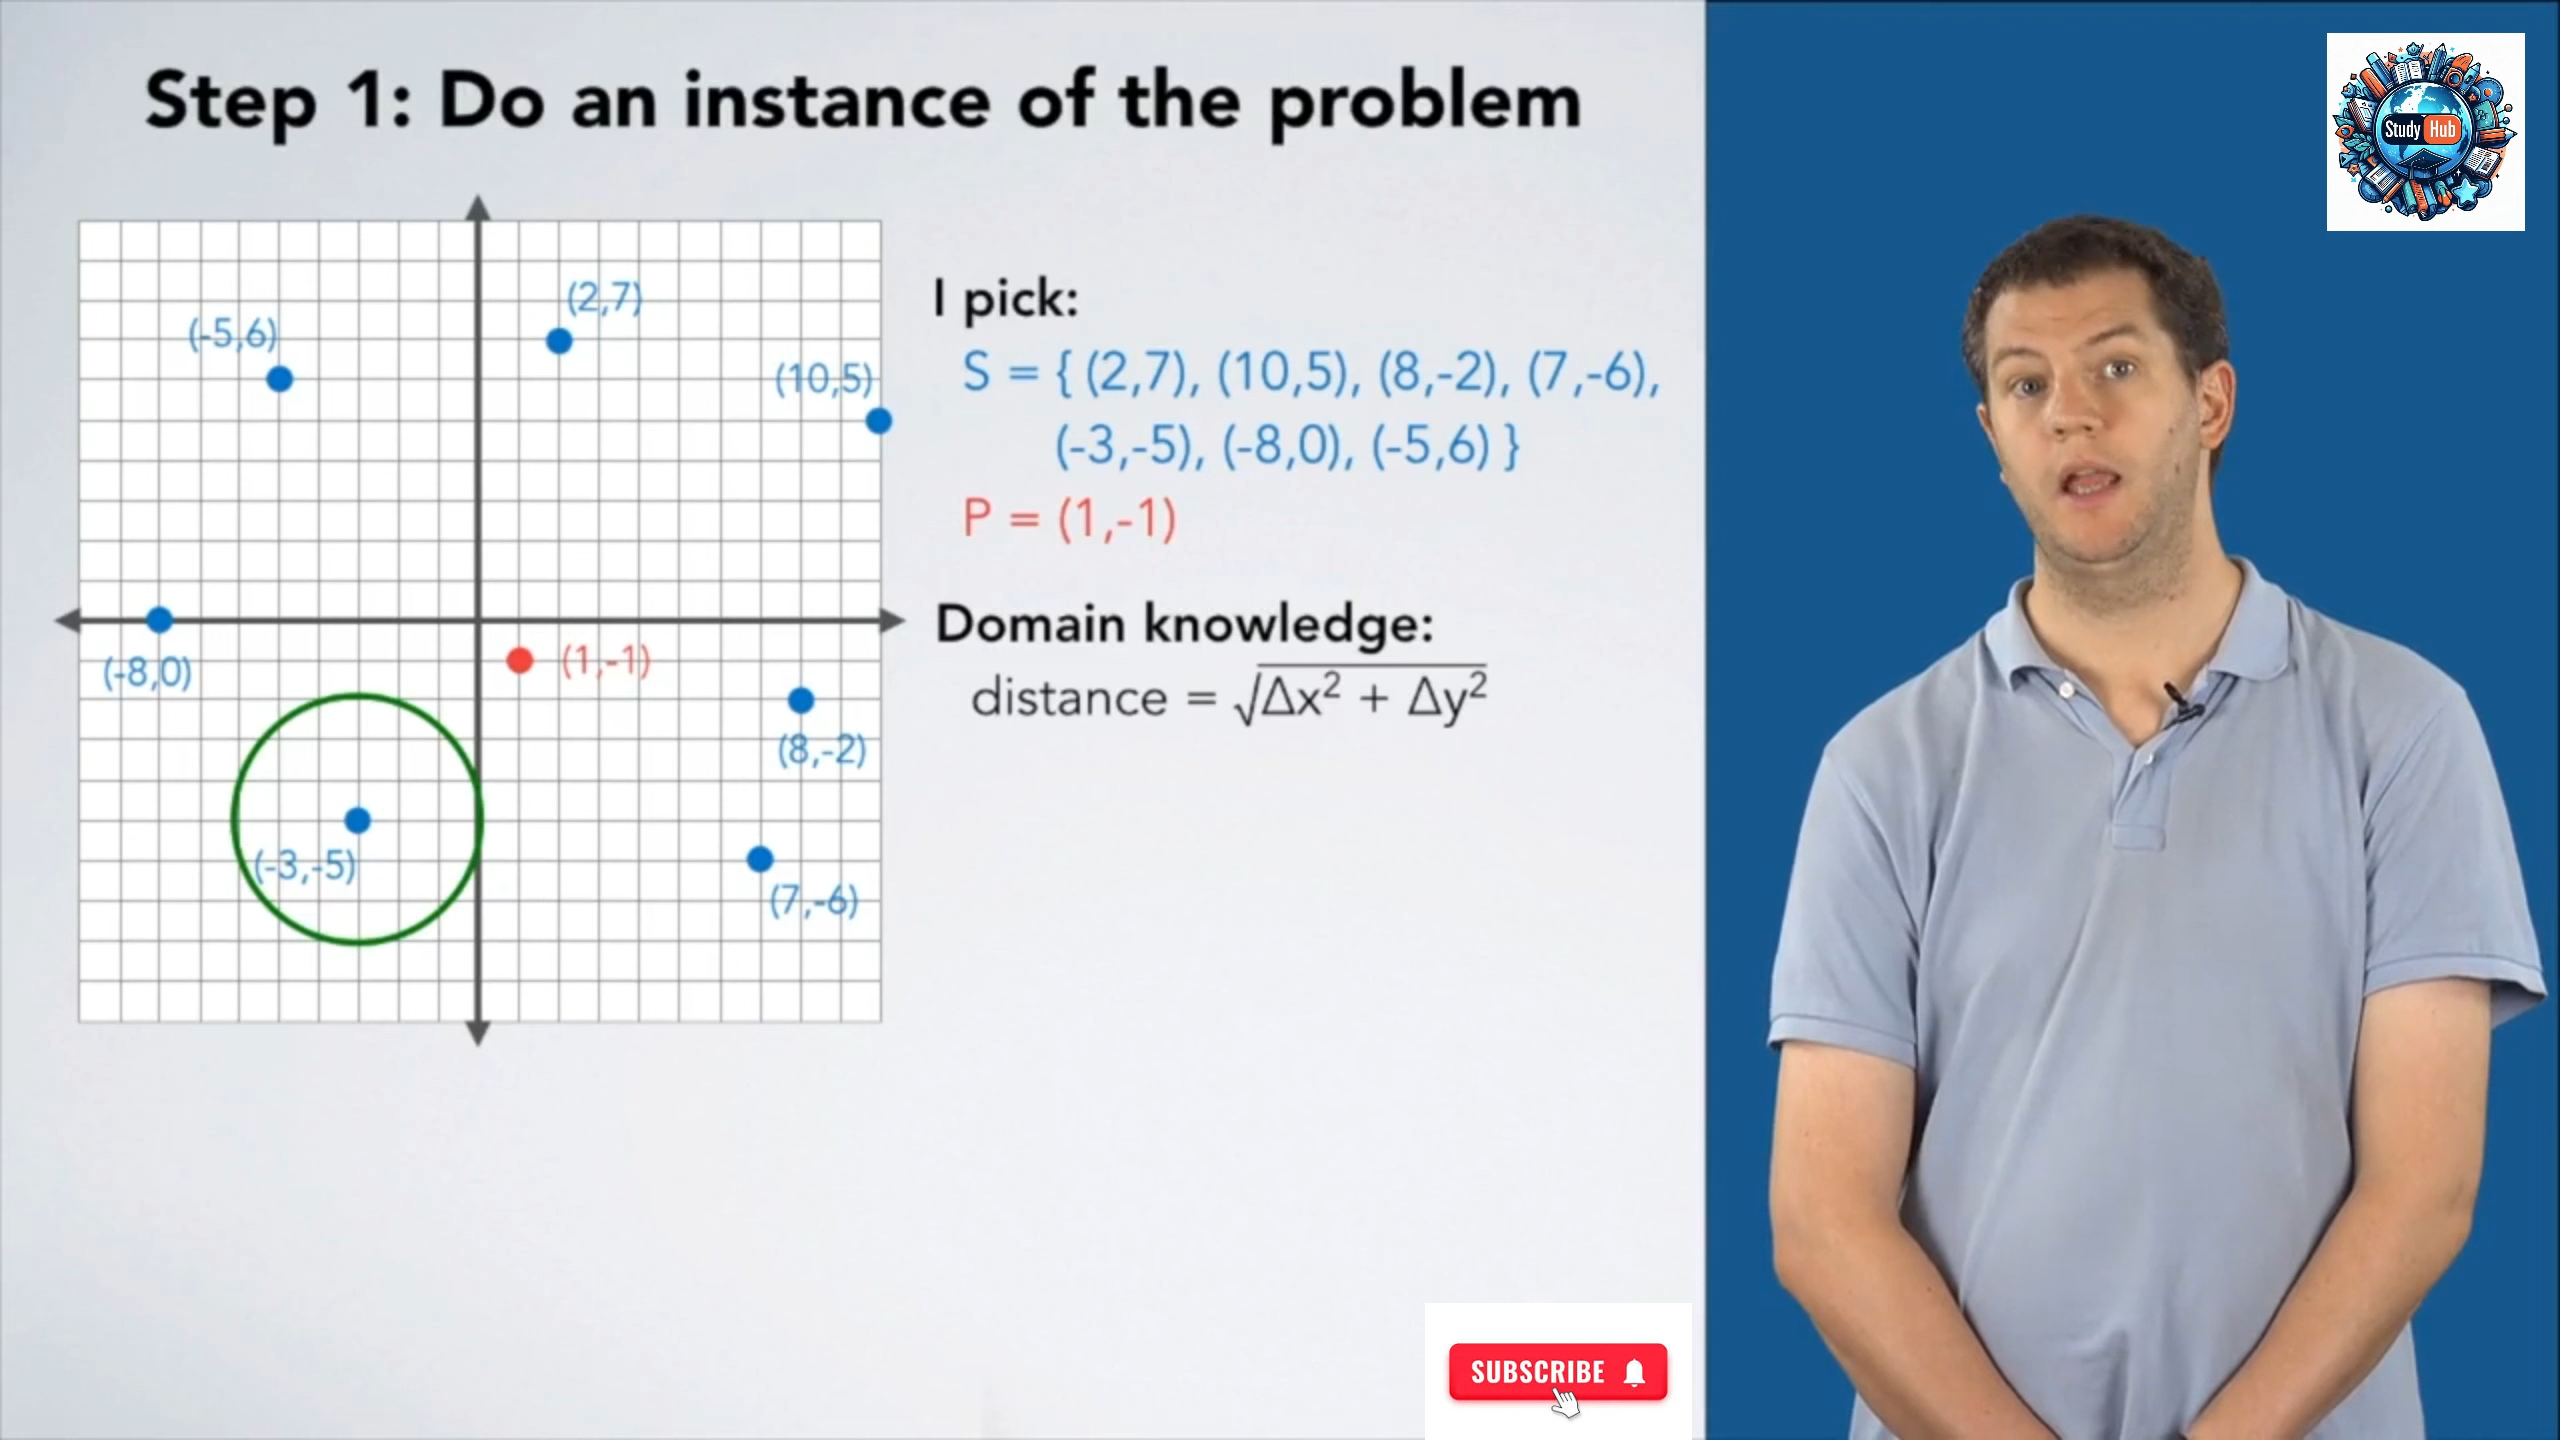 Step 1: Do an instance of the problem
Study Hub
(2,7)
(-5,6)
(10,5)
(-8,0)
(1,-1)
(8,-2)
(-3,-5)
(7,-6)
I pick:
S = { (2,7), (10,5), (8,-2), (7,-6),
(-3,-5), (-8,0), (-5,6) }
P = (1,-1)
Domain knowledge:
distance = √Δx² + Δy²
SUBSCRIBE